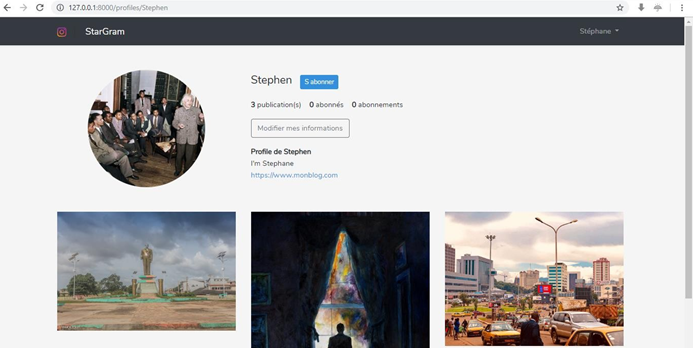 127.0.0.1:8000/profiles/Stephen
StarGram
Stéphane
Stephen
S abonner
3 publication(s) 0 abonnés 0 abonnements
Modifier mes informations
Profile de Stephen
I'm Stephane
https://www.monblog.com